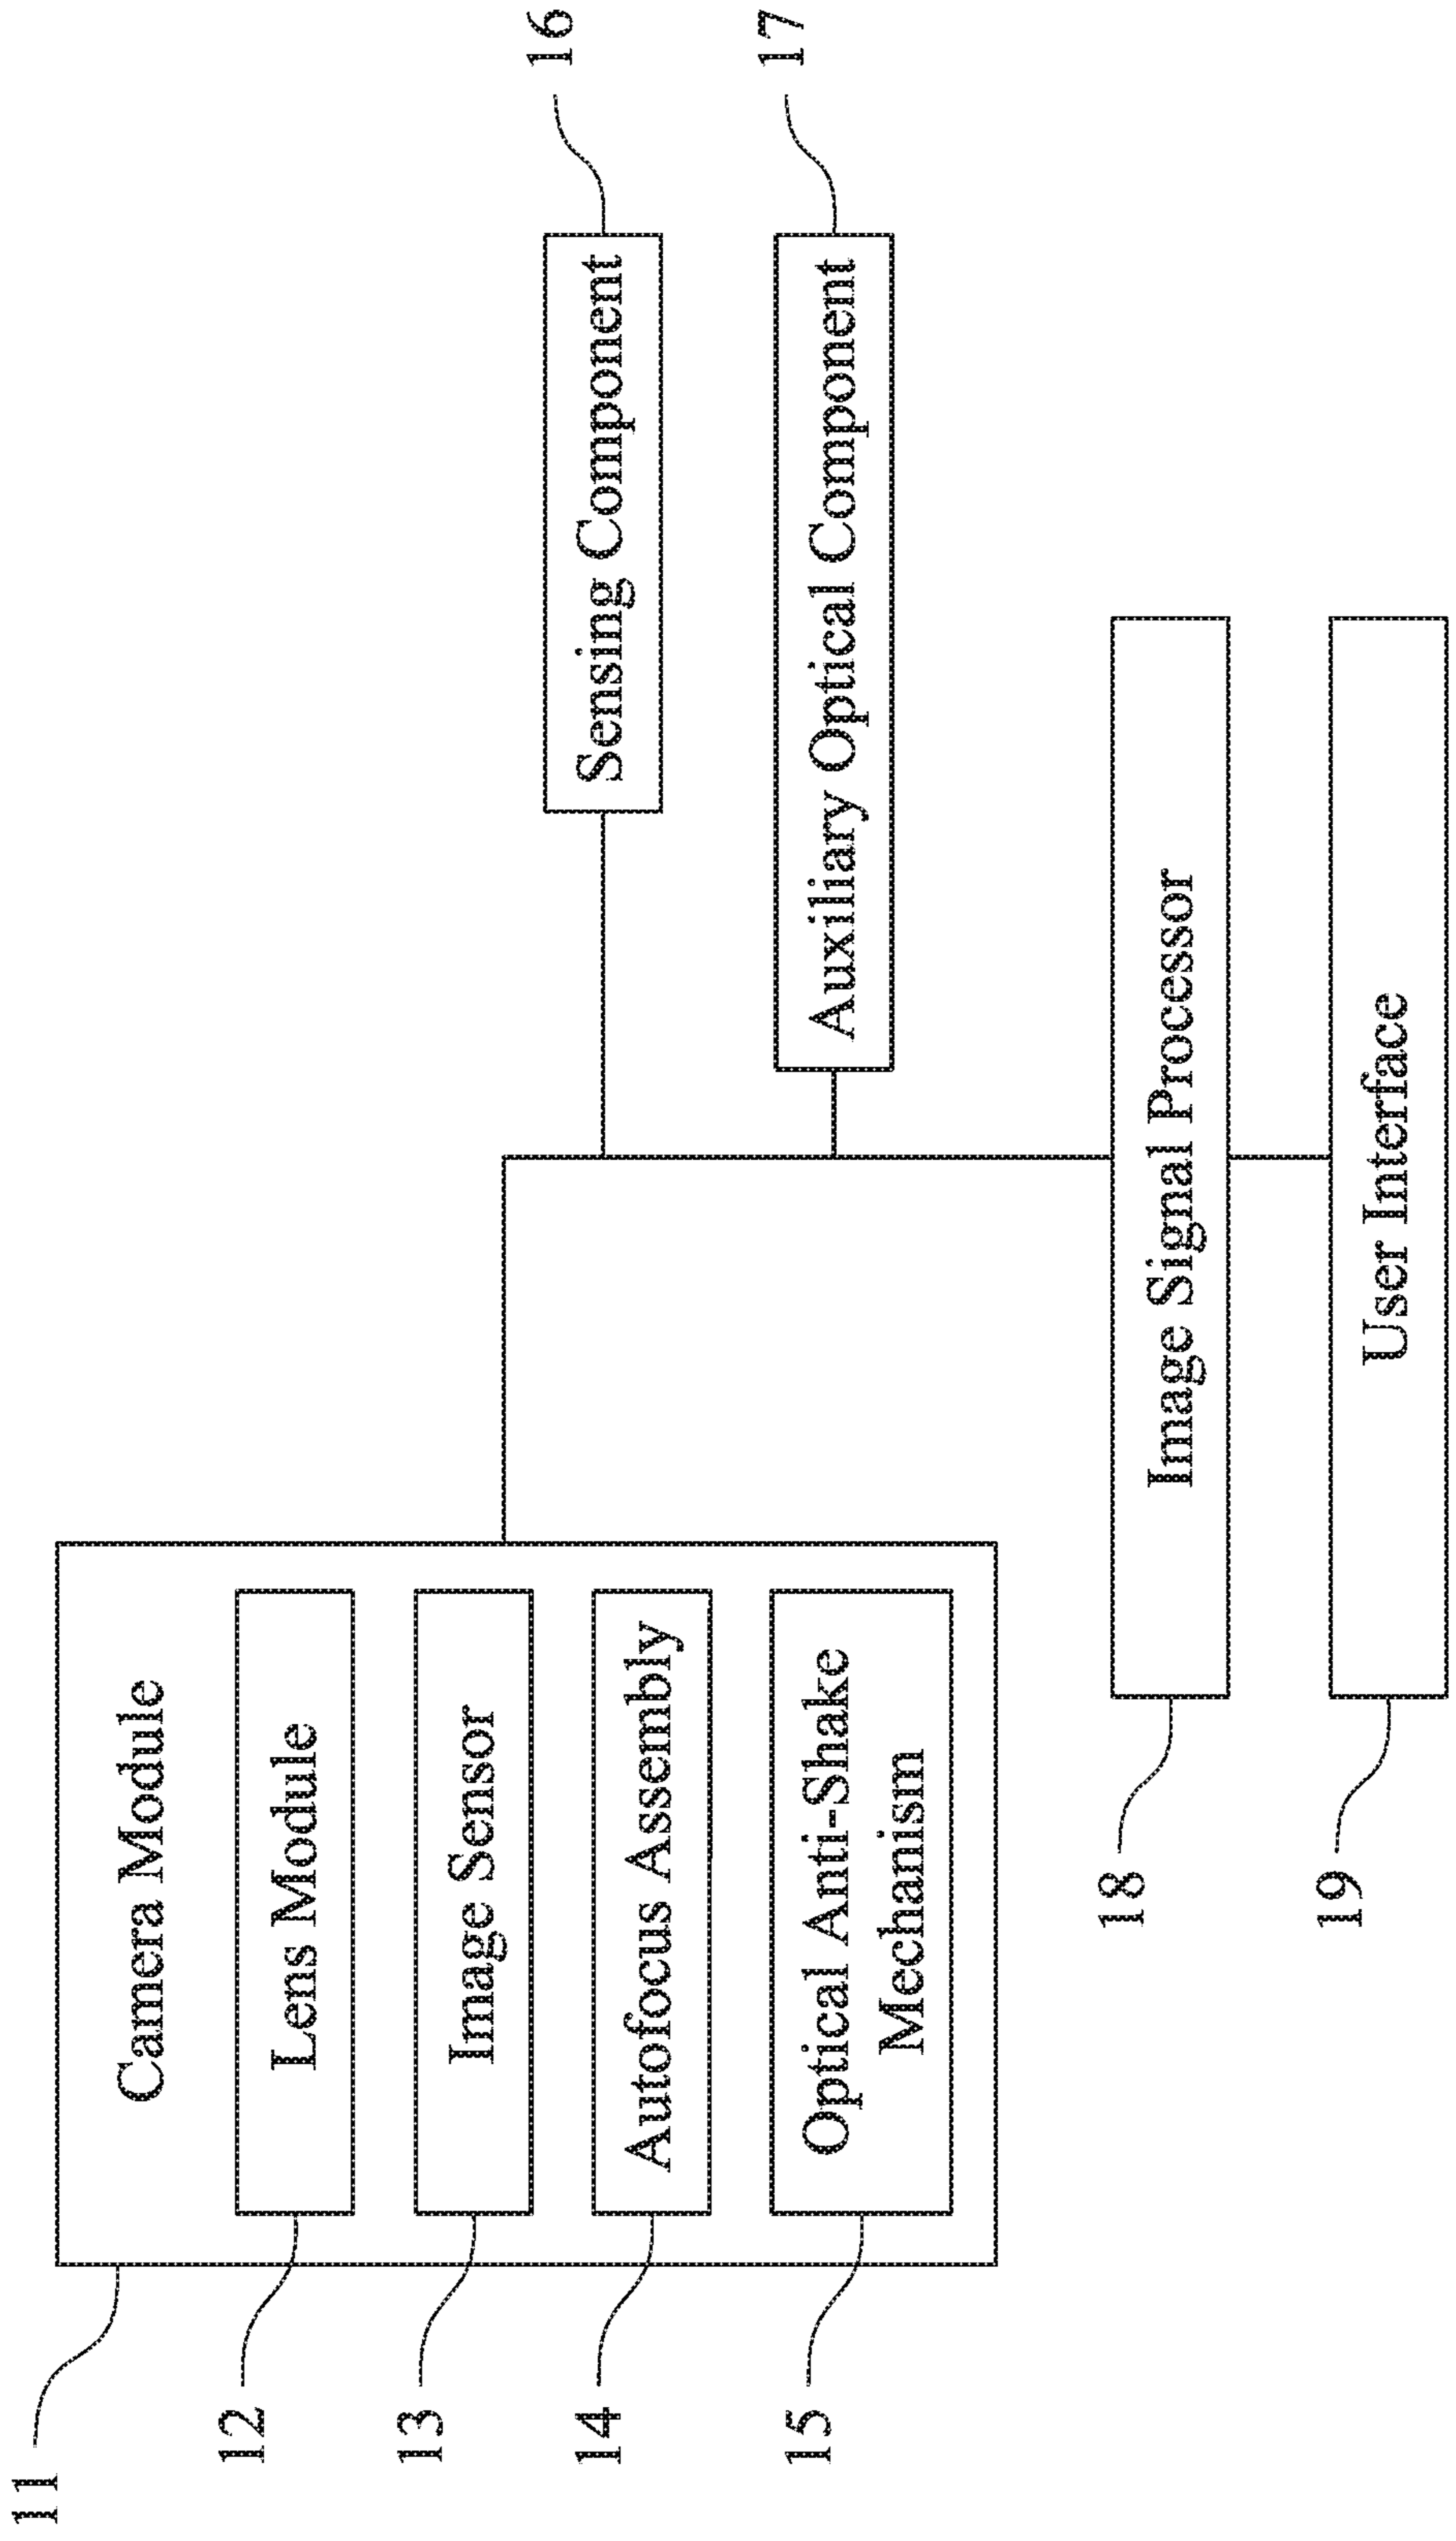 11
Camera Module
12
Lens Module
13
Image Sensor
14
Autofocus Assembly
15
Optical Anti-Shake
Mechanism
16
Sensing Component
17
Auxiliary Optical Component
18
Image Signal Processor
19
User Interface